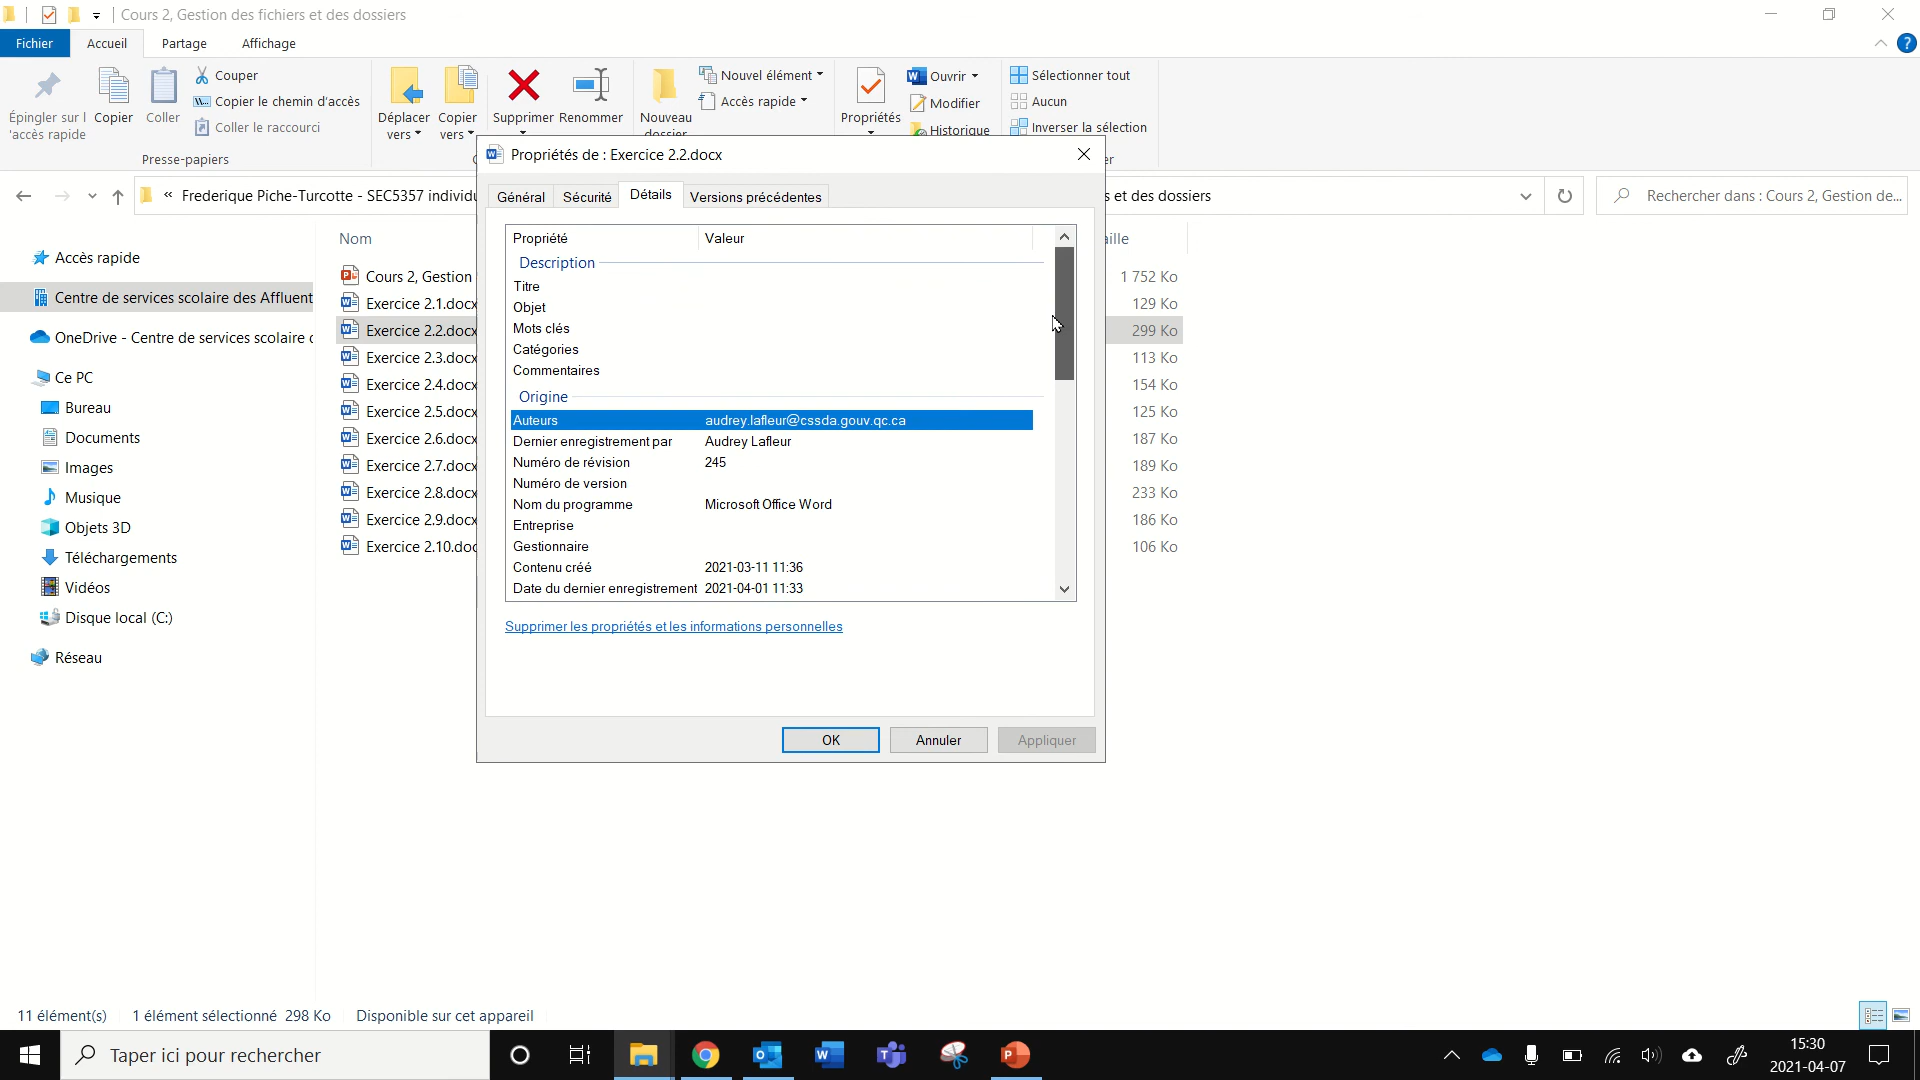 Cours 2, Gestion des fichiers et des dossiers
Fichier
Accueil
Partage
Affichage
Épingler sur l
'accès rapide
Copier
Coller
Couper
Copier le chemin d'accès
Coller le raccourci
Presse-papiers
Déplacer
vers
Copier
vers
Supprimer
Renommer
Nouveau
dossier
Nouvel élément
Accès rapide
Propriétés
Ouvrir
Modifier
Historique
Sélectionner tout
Aucun
Inverser la sélection
er
« Frederique Piche-Turcotte - SEC5357 individu
s et des dossiers
Rechercher dans : Cours 2, Gestion de...
Accès rapide
Centre de services scolaire des Affluent
OneDrive - Centre de services scolaire d
Ce PC
Bureau
Documents
Images
Musique
Objets 3D
Téléchargements
Vidéos
Disque local (C:)
Réseau
Nom
aille
Cours 2, Gestion
1 752 Ko
Exercice 2.1.docx
129 Ko
Exercice 2.2.docx
299 Ko
Exercice 2.3.docx
113 Ko
Exercice 2.4.docx
154 Ko
Exercice 2.5.docx
125 Ko
Exercice 2.6.docx
187 Ko
Exercice 2.7.docx
189 Ko
Exercice 2.8.docx
233 Ko
Exercice 2.9.docx
186 Ko
Exercice 2.10.doc
106 Ko
Propriétés de : Exercice 2.2.docx
Général
Sécurité
Détails
Versions précédentes
Propriété
Valeur
Description
Titre
Objet
Mots clés
Catégories
Commentaires
Origine
Auteurs audrey.lafleur@cssda.gouv.qc.ca
Dernier enregistrement par Audrey Lafleur
Numéro de révision 245
Numéro de version
Nom du programme Microsoft Office Word
Entreprise
Gestionnaire
Contenu créé 2021-03-11 11:36
Date du dernier enregistrement 2021-04-01 11:33
Supprimer les propriétés et les informations personnelles
OK
Annuler
Appliquer
11 élément(s)
1 élément sélectionné 298 Ko
Disponible sur cet appareil
Taper ici pour rechercher
15:30
2021-04-07